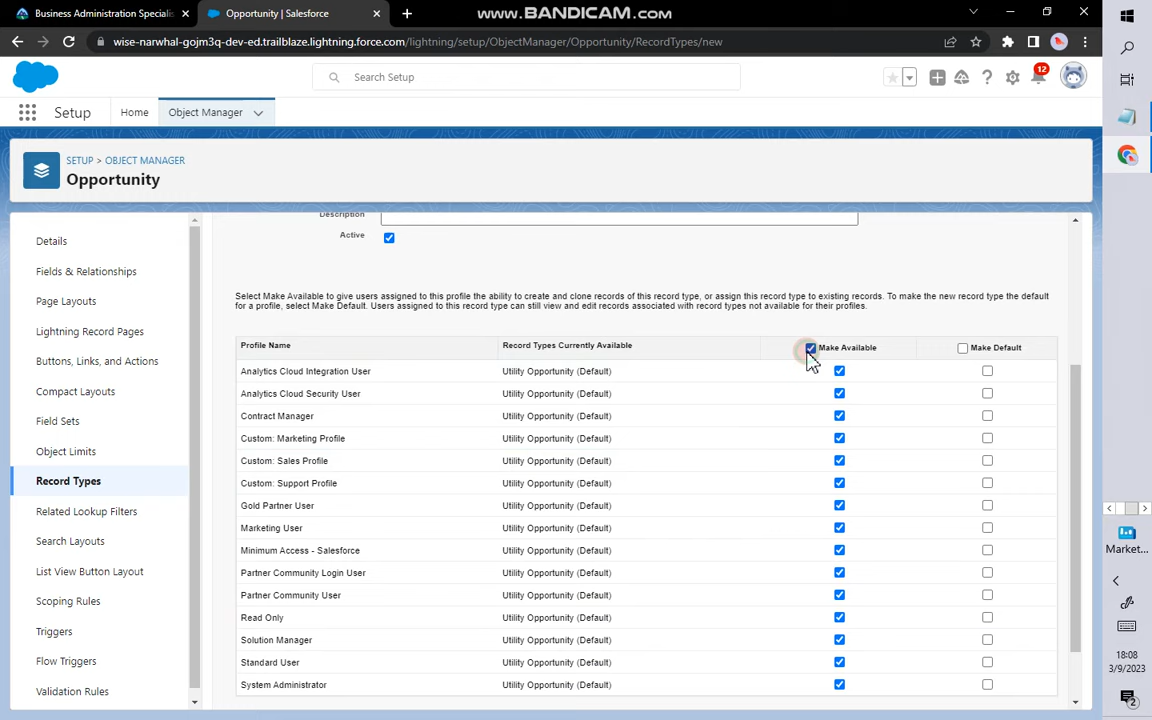 Business Administration Specialis
Opportunity | Salesforce
www.BANDICAM.com
wise-narwhal-gojm3q-dev-ed.trailblaze.lightning.force.com/lightning/setup/ObjectManager/Opportunity/RecordTypes/new
Search Setup
12
Setup
Home
Object Manager
SETUP > OBJECT MANAGER
Opportunity
Details
Fields & Relationships
Page Layouts
Lightning Record Pages
Buttons, Links, and Actions
Compact Layouts
Field Sets
Object Limits
Record Types
Related Lookup Filters
Search Layouts
List View Button Layout
Scoping Rules
Triggers
Flow Triggers
Validation Rules
Description
Active
Select Make Available to give users assigned to this profile the ability to create and clone records of this record type, or assign this record type to existing records. To make the new record type the default
for a profile, select Make Default. Users assigned to this record type can still view and edit records associated with record types not available for their profiles.
Profile Name Record Types Currently Available Make Available Make Default
Analytics Cloud Integration User Utility Opportunity (Default)
Analytics Cloud Security User Utility Opportunity (Default)
Contract Manager Utility Opportunity (Default)
Custom: Marketing Profile Utility Opportunity (Default)
Custom: Sales Profile Utility Opportunity (Default)
Custom: Support Profile Utility Opportunity (Default)
Gold Partner User Utility Opportunity (Default)
Marketing User Utility Opportunity (Default)
Minimum Access - Salesforce Utility Opportunity (Default)
Partner Community Login User Utility Opportunity (Default)
Partner Community User Utility Opportunity (Default)
Read Only Utility Opportunity (Default)
Solution Manager Utility Opportunity (Default)
Standard User Utility Opportunity (Default)
System Administrator Utility Opportunity (Default)
Market...
18:08
3/9/2023
2